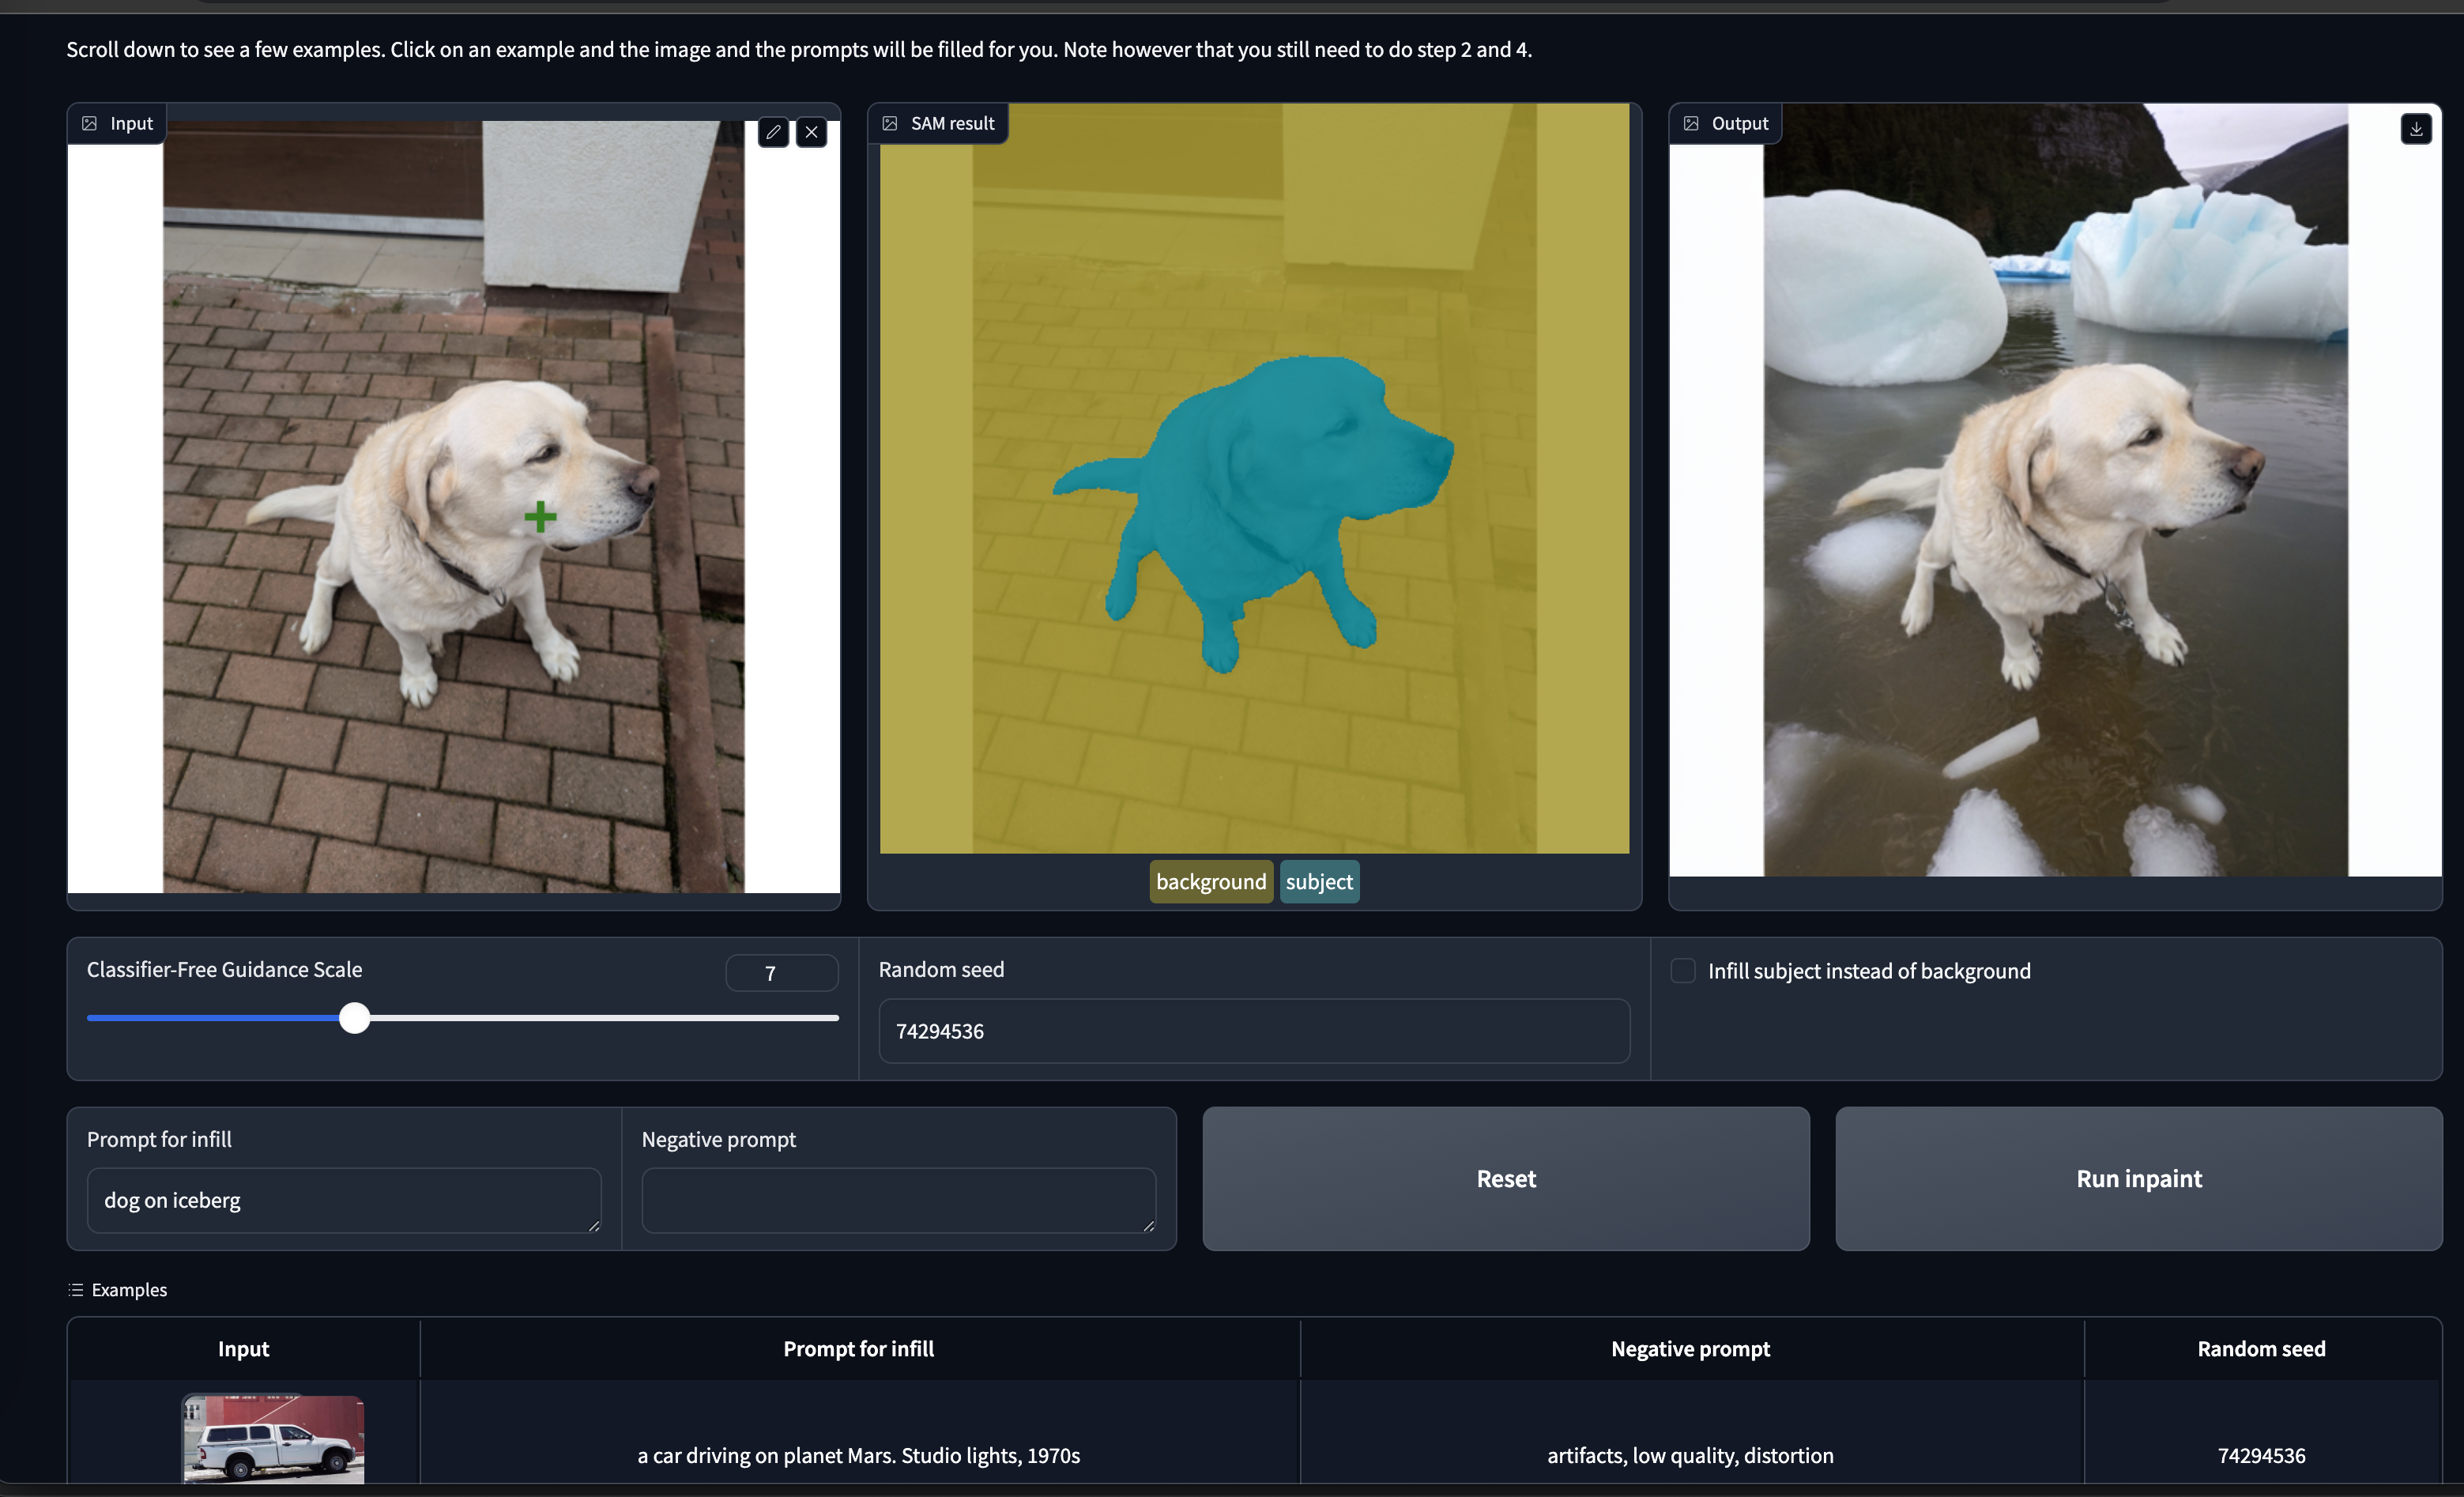 Scroll down to see a few examples. Click on an example and the image and the prompts will be filled for you. Note however that you still need to do step 2 and 4.
Input
SAM result
Output
background subject
Classifier-Free Guidance Scale
7
Random seed
74294536
Infill subject instead of background
Prompt for infill
dog on iceberg
Negative prompt
Reset
Run inpaint
Examples
Input Prompt for infill Negative prompt Random seed
a car driving on planet Mars. Studio lights, 1970s artifacts, low quality, distortion 74294536